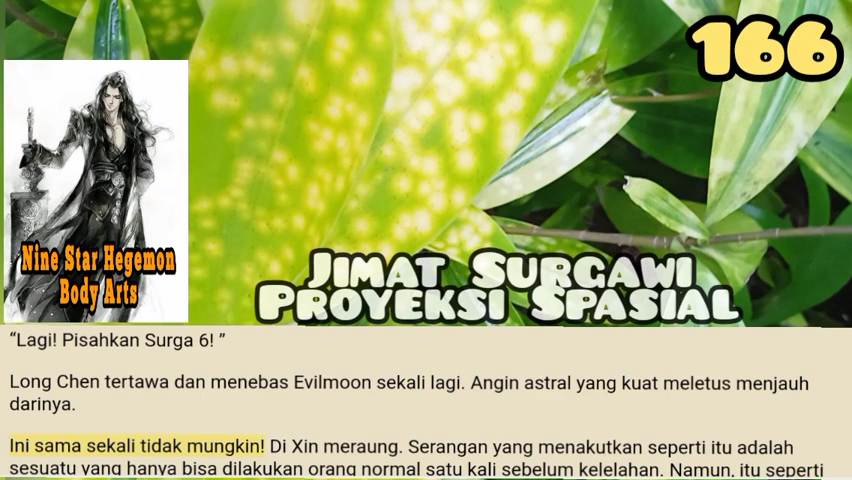 166
Nine Star Hegemon
Body Arts
Jimat Surgawi
Proyeksi Spasial
“Lagi! Pisahkan Surga 6! ”
Long Chen tertawa dan menebas Evilmoon sekali lagi. Angin astral yang kuat meletus menjauh
darinya.
Ini sama sekali tidak mungkin! Di Xin meraung. Serangan yang menakutkan seperti itu adalah
sesuatu yang hanya bisa dilakukan orang normal satu kali sebelum kelelahan. Namun, itu seperti